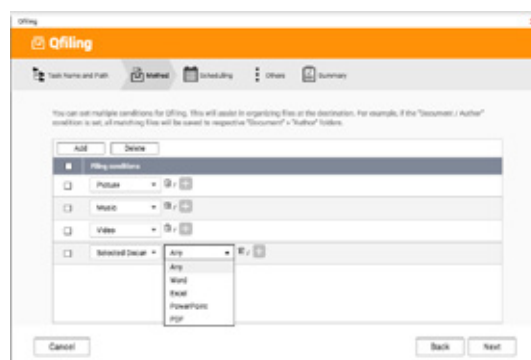 Qfiling
Qfiling
Task Name and Path
Method
Scheduling
Others
Summary
You can set multiple conditions for Qfiling. This will assist in organizing files at the destination. For example, if the "Document / Author"
condition is set, all matching files will be saved to respective "Document" > "Author" folders.
Add Delete
Filing conditions
Picture /
Music /
Video /
Selected Docum Any /
Any
Word
Excel
PowerPoint
PDF
Cancel Back Next